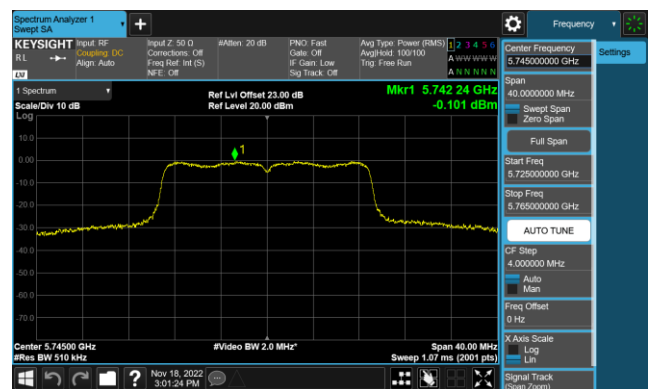 Spectrum Analyzer 1
Swept SA
+
Frequency
KEYSIGHT
R L
LW
Input: RF
Coupling: DC
Align: Auto
Input Z: 50 Ω
Corrections: Off
Freq Ref: Int (S)
NFE: Off
#Atten: 20 dB
PNO: Fast
Gate: Off
IF Gain: Low
Sig Track: Off
Avg Type: Power (RMS)
Avg|Hold: 100/100
Trig: Free Run
1 2 3 4 5 6
A W W W W W
A N N N N N
1 Spectrum
Scale/Div 10 dB
Log
Ref Lvl Offset 23.00 dB
Ref Level 20.00 dBm
Mkr1 5.742 24 GHz
-0.101 dBm
1
10.0
0.00
-10.0
-20.0
-30.0
-40.0
-50.0
-60.0
-70.0
Center 5.74500 GHz
#Res BW 510 kHz
#Video BW 2.0 MHz*
Span 40.00 MHz
Sweep 1.07 ms (2001 pts)
Nov 18, 2022
3:01:24 PM
?
Center Frequency
5.745000000 GHz
Settings
Span
40.0000000 MHz
Swept Span
Zero Span
Full Span
Start Freq
5.725000000 GHz
Stop Freq
5.765000000 GHz
AUTO TUNE
CF Step
4.000000 MHz
Auto
Man
Freq Offset
0 Hz
X Axis Scale
Log
Lin
Signal Track
(Span Zoom)